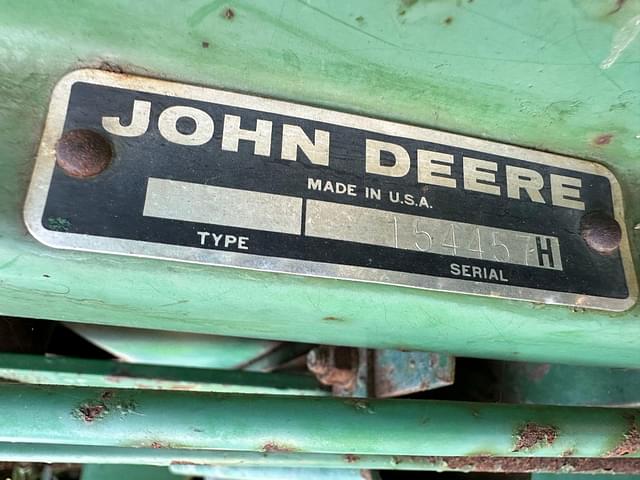 JOHN DEERE
MADE IN U.S.A.
154457H
TYPE SERIAL